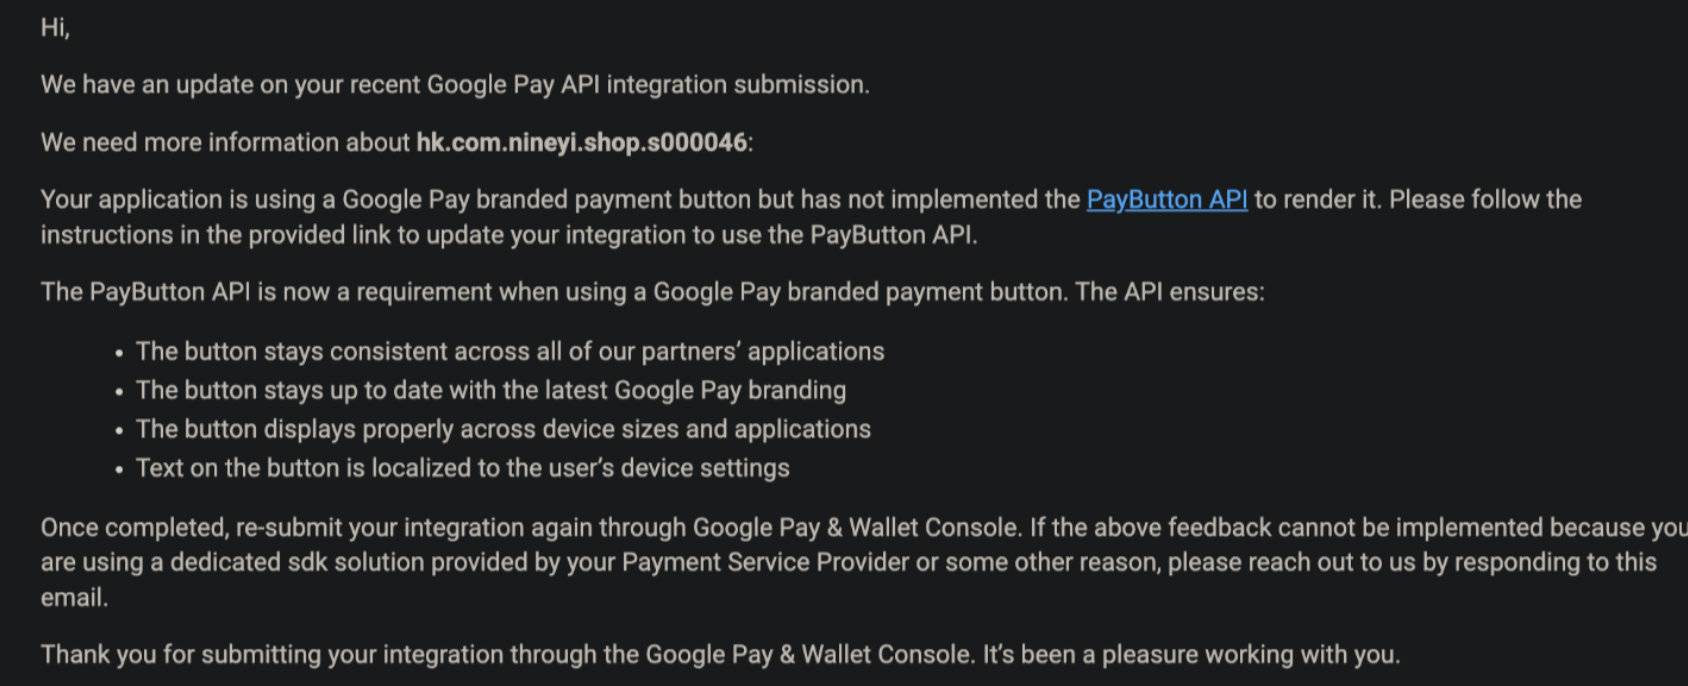 Hi,
We have an update on your recent Google Pay API integration submission.
We need more information about hk.com.nineyi.shop.s000046:
Your application is using a Google Pay branded payment button but has not implemented the PayButton API to render it. Please follow the
instructions in the provided link to update your integration to use the PayButton API.
The PayButton API is now a requirement when using a Google Pay branded payment button. The API ensures:
• The button stays consistent across all of our partners’ applications
• The button stays up to date with the latest Google Pay branding
• The button displays properly across device sizes and applications
• Text on the button is localized to the user’s device settings
Once completed, re-submit your integration again through Google Pay & Wallet Console. If the above feedback cannot be implemented because you
are using a dedicated sdk solution provided by your Payment Service Provider or some other reason, please reach out to us by responding to this
email.
Thank you for submitting your integration through the Google Pay & Wallet Console. It’s been a pleasure working with you.